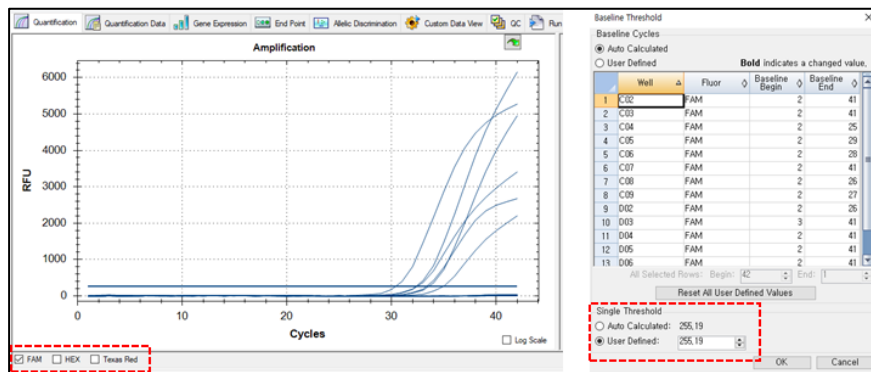 Quantification Quantification Data Gene Expression End Point Allelic Discrimination Custom Data View QC Run
Amplification
6000
5000
4000
3000
2000
1000
0
RFU
0 10 20 30 40
Cycles
Log Scale
FAM HEX Texas Red
Baseline Threshold
Baseline Cycles
Auto Calculated
User Defined Bold indicates a changed value,
Well Fluor Baseline Begin Baseline End
1 C02 FAM 2 41
2 C03 FAM 2 41
3 C04 FAM 2 25
4 C05 FAM 2 29
5 C06 FAM 2 28
6 C07 FAM 2 41
7 C08 FAM 2 26
8 C09 FAM 2 27
9 D02 FAM 2 26
10 D03 FAM 3 41
11 D04 FAM 2 41
12 D05 FAM 2 41
13 D06 FAM 2 41
All Selected Rows: Begin: 42 End: 1
Reset All User Defined Values
Single Threshold
Auto Calculated: 255,19
User Defined: 255,19
OK Cancel